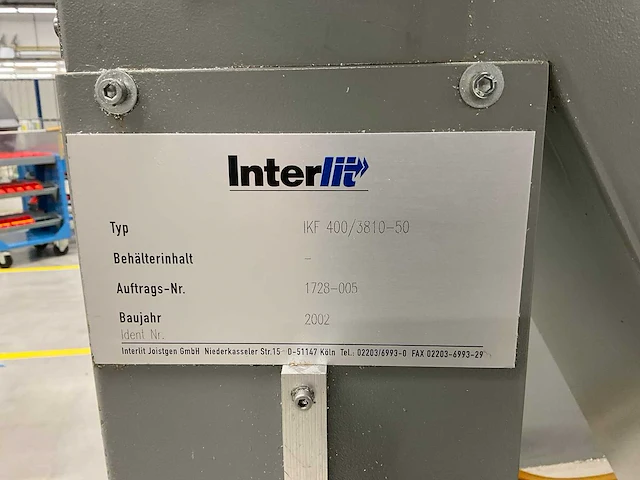 Interlit
Typ IKF 400/3810-50
Behälterinhalt -
Auftrags-Nr. 1728-005
Baujahr 2002
Ident Nr.
Interlit Joistgen GmbH Niederkasseler Str.15 D-51147 Köln Tel.: 02203/6993-0 FAX 02203-6993-29